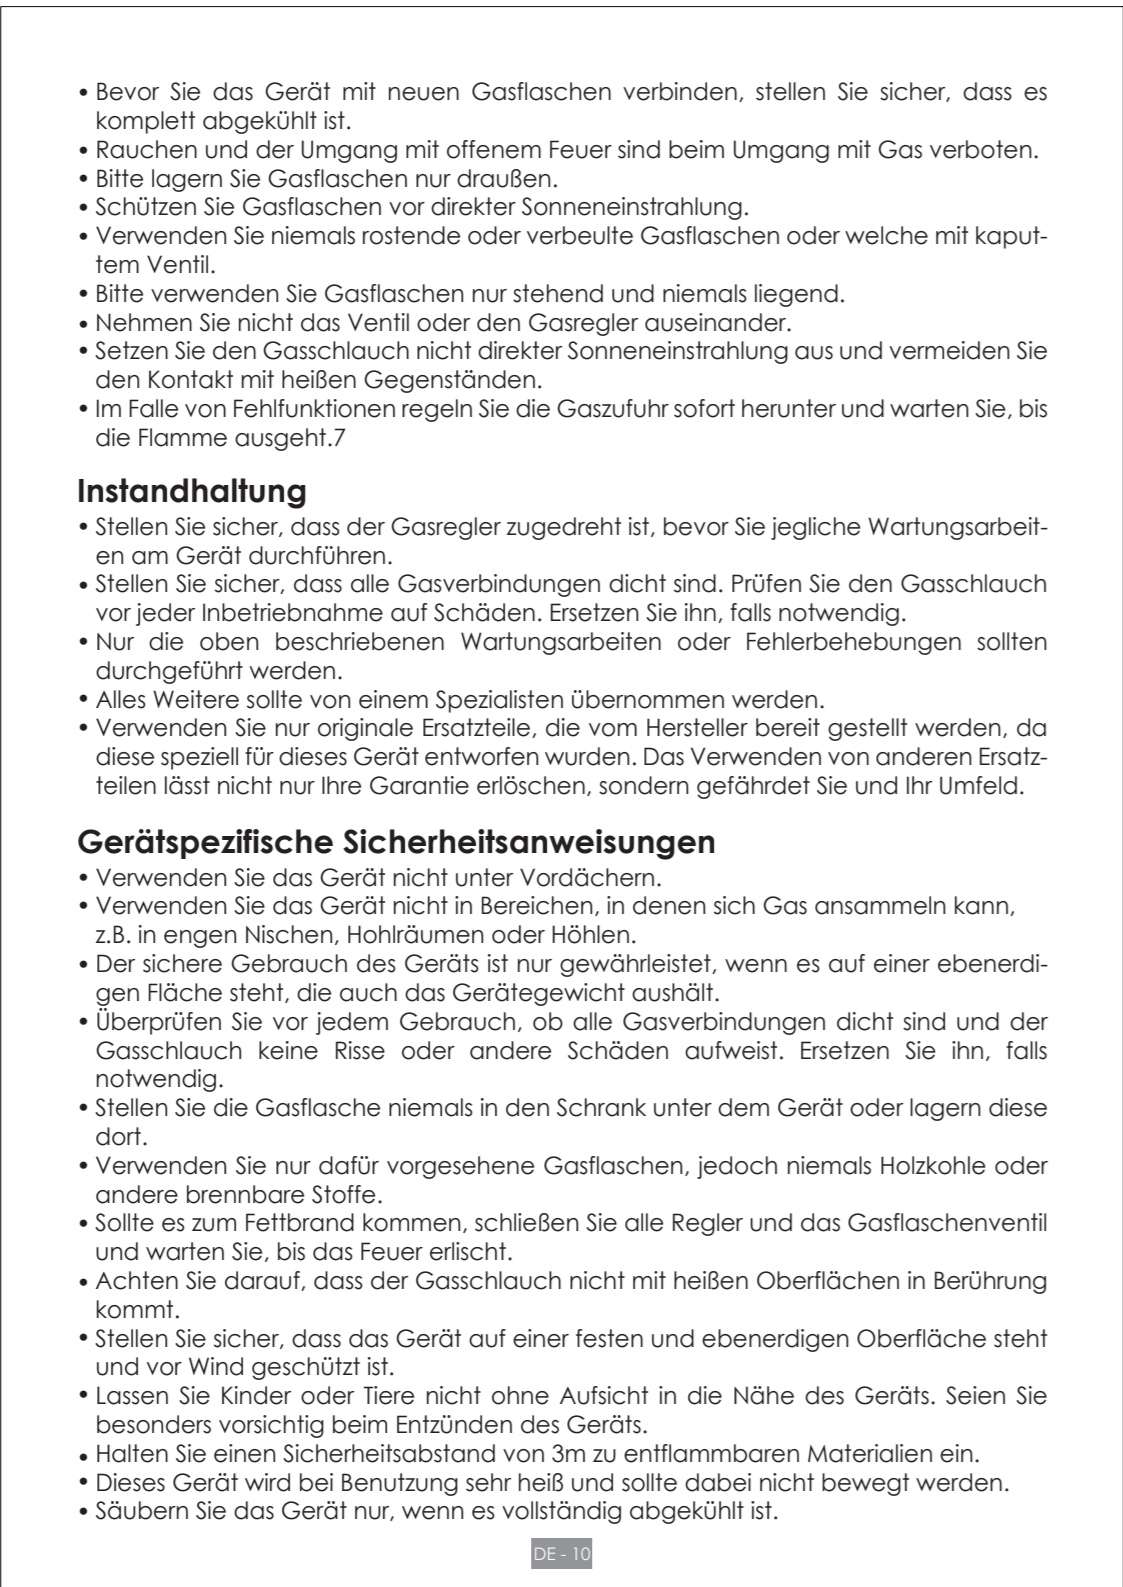 • Bevor Sie das Gerät mit neuen Gasflaschen verbinden, stellen Sie sicher, dass es
komplett abgekühlt ist.
• Rauchen und der Umgang mit offenem Feuer sind beim Umgang mit Gas verboten.
• Bitte lagern Sie Gasflaschen nur draußen.
• Schützen Sie Gasflaschen vor direkter Sonneneinstrahlung.
• Verwenden Sie niemals rostende oder verbeulte Gasflaschen oder welche mit kaput-
tem Ventil.
• Bitte verwenden Sie Gasflaschen nur stehend und niemals liegend.
• Nehmen Sie nicht das Ventil oder den Gasregler auseinander.
• Setzen Sie den Gasschlauch nicht direkter Sonneneinstrahlung aus und vermeiden Sie
den Kontakt mit heißen Gegenständen.
• Im Falle von Fehlfunktionen regeln Sie die Gaszufuhr sofort herunter und warten Sie, bis
die Flamme ausgeht.7
Instandhaltung
• Stellen Sie sicher, dass der Gasregler zugedreht ist, bevor Sie jegliche Wartungsarbeit-
en am Gerät durchführen.
• Stellen Sie sicher, dass alle Gasverbindungen dicht sind. Prüfen Sie den Gasschlauch
vor jeder Inbetriebnahme auf Schäden. Ersetzen Sie ihn, falls notwendig.
• Nur die oben beschriebenen Wartungsarbeiten oder Fehlerbehebungen sollten
durchgeführt werden.
• Alles Weitere sollte von einem Spezialisten übernommen werden.
• Verwenden Sie nur originale Ersatzteile, die vom Hersteller bereit gestellt werden, da
diese speziell für dieses Gerät entworfen wurden. Das Verwenden von anderen Ersatz-
teilen lässt nicht nur Ihre Garantie erlöschen, sondern gefährdet Sie und Ihr Umfeld.
Gerätspezifische Sicherheitsanweisungen
• Verwenden Sie das Gerät nicht unter Vordächern.
• Verwenden Sie das Gerät nicht in Bereichen, in denen sich Gas ansammeln kann,
z.B. in engen Nischen, Hohlräumen oder Höhlen.
• Der sichere Gebrauch des Geräts ist nur gewährleistet, wenn es auf einer ebenerdi-
gen Fläche steht, die auch das Gerätegewicht aushält.
• Überprüfen Sie vor jedem Gebrauch, ob alle Gasverbindungen dicht sind und der
Gasschlauch keine Risse oder andere Schäden aufweist. Ersetzen Sie ihn, falls
notwendig.
• Stellen Sie die Gasflasche niemals in den Schrank unter dem Gerät oder lagern diese
dort.
• Verwenden Sie nur dafür vorgesehene Gasflaschen, jedoch niemals Holzkohle oder
andere brennbare Stoffe.
• Sollte es zum Fettbrand kommen, schließen Sie alle Regler und das Gasflaschenventil
und warten Sie, bis das Feuer erlischt.
• Achten Sie darauf, dass der Gasschlauch nicht mit heißen Oberflächen in Berührung
kommt.
• Stellen Sie sicher, dass das Gerät auf einer festen und ebenerdigen Oberfläche steht
und vor Wind geschützt ist.
• Lassen Sie Kinder oder Tiere nicht ohne Aufsicht in die Nähe des Geräts. Seien Sie
besonders vorsichtig beim Entzünden des Geräts.
• Halten Sie einen Sicherheitsabstand von 3m zu entflammbaren Materialien ein.
• Dieses Gerät wird bei Benutzung sehr heiß und sollte dabei nicht bewegt werden.
• Säubern Sie das Gerät nur, wenn es vollständig abgekühlt ist.
DE - 10